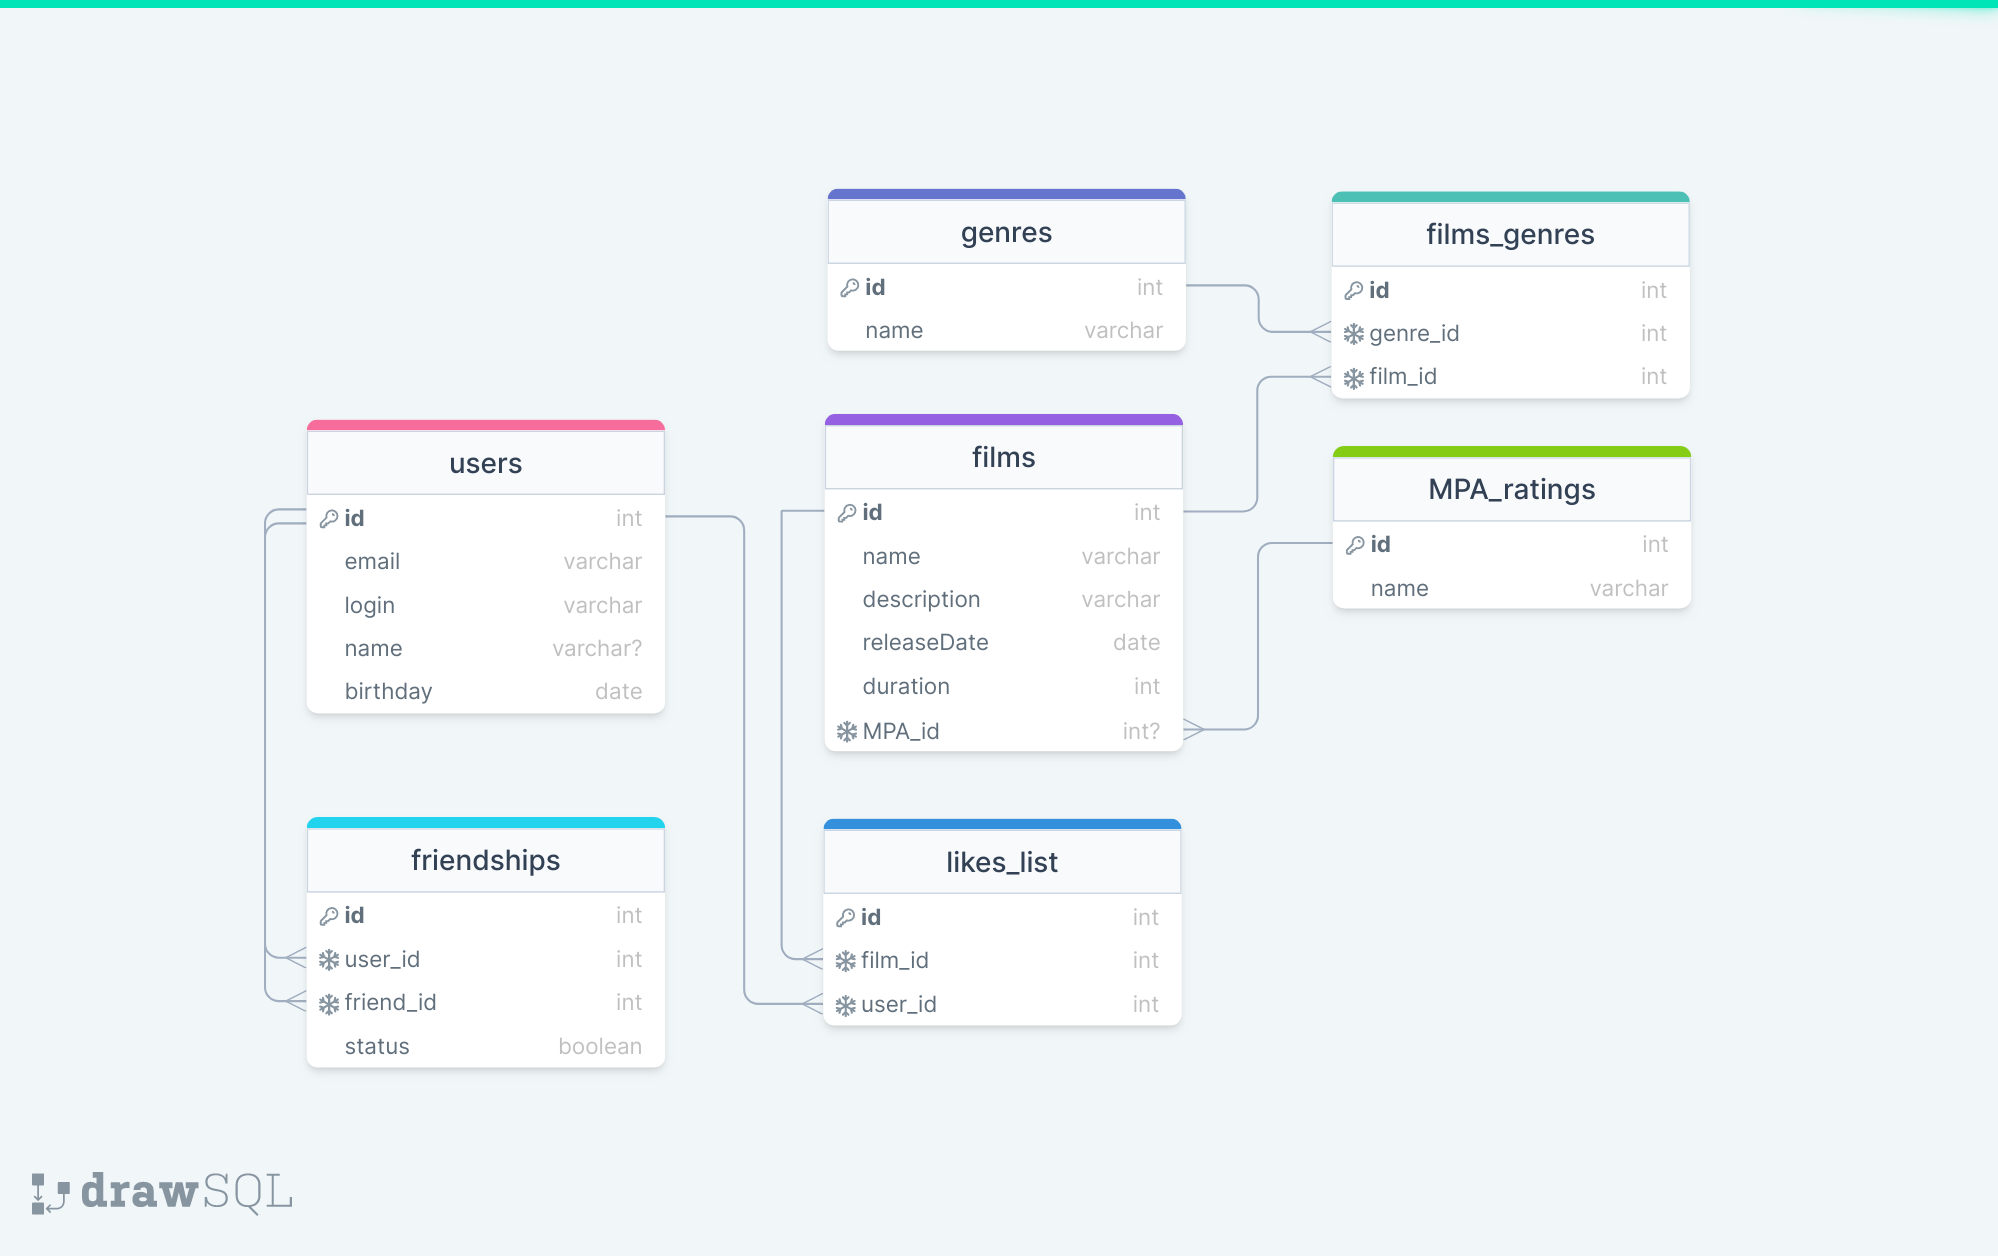 genres
id int
name varchar
films_genres
id int
genre_id int
film_id int
users
id int
email varchar
login varchar
name varchar?
birthday date
films
id int
name varchar
description varchar
releaseDate date
duration int
MPA_id int?
MPA_ratings
id int
name varchar
friendships
id int
user_id int
friend_id int
status boolean
likes_list
id int
film_id int
user_id int
drawSQL